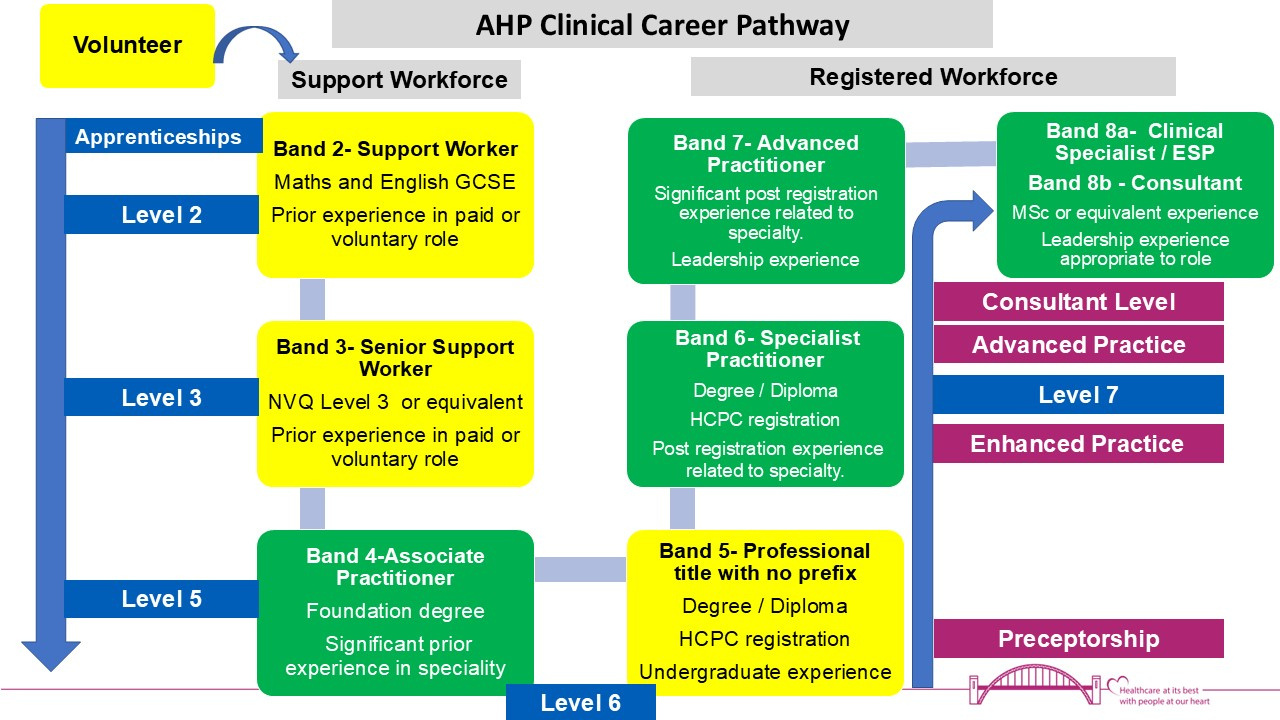 Volunteer
AHP Clinical Career Pathway
Support Workforce
Registered Workforce
Apprenticeships
Level 2
Level 3
Level 5
Band 2- Support Worker
Maths and English GCSE
Prior experience in paid or
voluntary role
Band 3- Senior Support
Worker
NVQ Level 3 or equivalent
Prior experience in paid or
voluntary role
Band 4-Associate
Practitioner
Foundation degree
Significant prior
experience in speciality
Level 6
Band 5- Professional
title with no prefix
Degree / Diploma
HCPC registration
Undergraduate experience
Band 6- Specialist
Practitioner
Degree / Diploma
HCPC registration
Post registration experience
related to specialty.
Band 7- Advanced
Practitioner
Significant post registration
experience related to
specialty.
Leadership experience
Band 8a- Clinical
Specialist / ESP
Band 8b - Consultant
MSc or equivalent experience
Leadership experience
appropriate to role
Consultant Level
Advanced Practice
Level 7
Enhanced Practice
Preceptorship
Healthcare at its best
with people at our heart